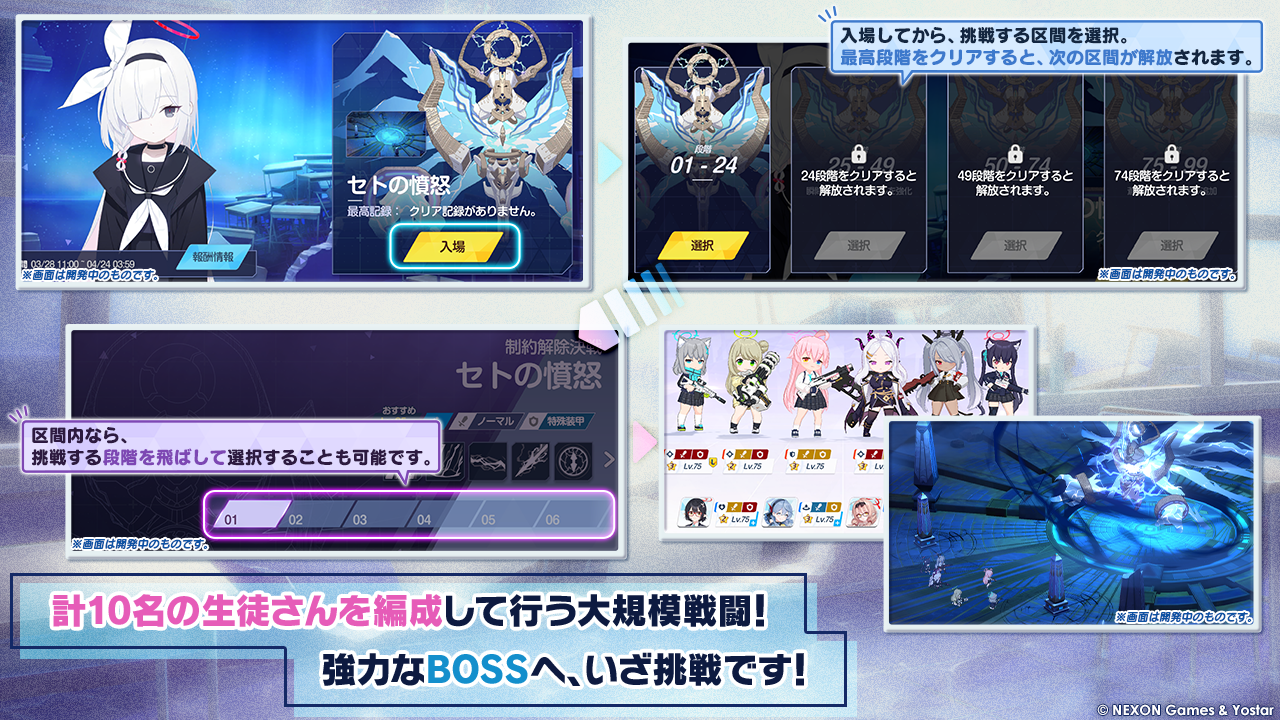 セトの憤怒
最高記録： クリア記録がありません。
入場
報酬情報
03/28 11:00 - 04/24 03:59
※画面は開発中のものです。
入場してから、挑戦する区間を選択。
最高段階をクリアすると、次の区間が解放されます。
段階
01 - 24
選択
25 - 49
24段階をクリアすると
解放されます。
選択
50 - 74
49段階をクリアすると
解放されます。
選択
75 - 99
74段階をクリアすると
解放されます。
選択
※画面は開発中のものです。
制約解除決戦
セトの憤怒
おすすめ
ノーマル
特殊装甲
区間内なら、
挑戦する段階を飛ばして選択することも可能です。
01 02 03 04 05 06
※画面は開発中のものです。
3 Lv.75 2 Lv.75 3 Lv.75 3 Lv.
2 Lv.75 3 Lv.75
※画面は開発中のものです。
計10名の生徒さんを編成して行う大規模戦闘！
強力なBOSSへ、いざ挑戦です！
© NEXON Games & Yostar